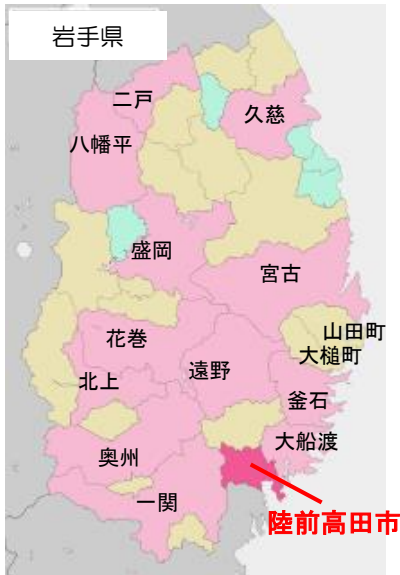 岩手県
二戸
久慈
八幡平
盛岡
宮古
花巻
山田町
大槌町
遠野
北上
釜石
大船渡
奥州
一関
陸前高田市